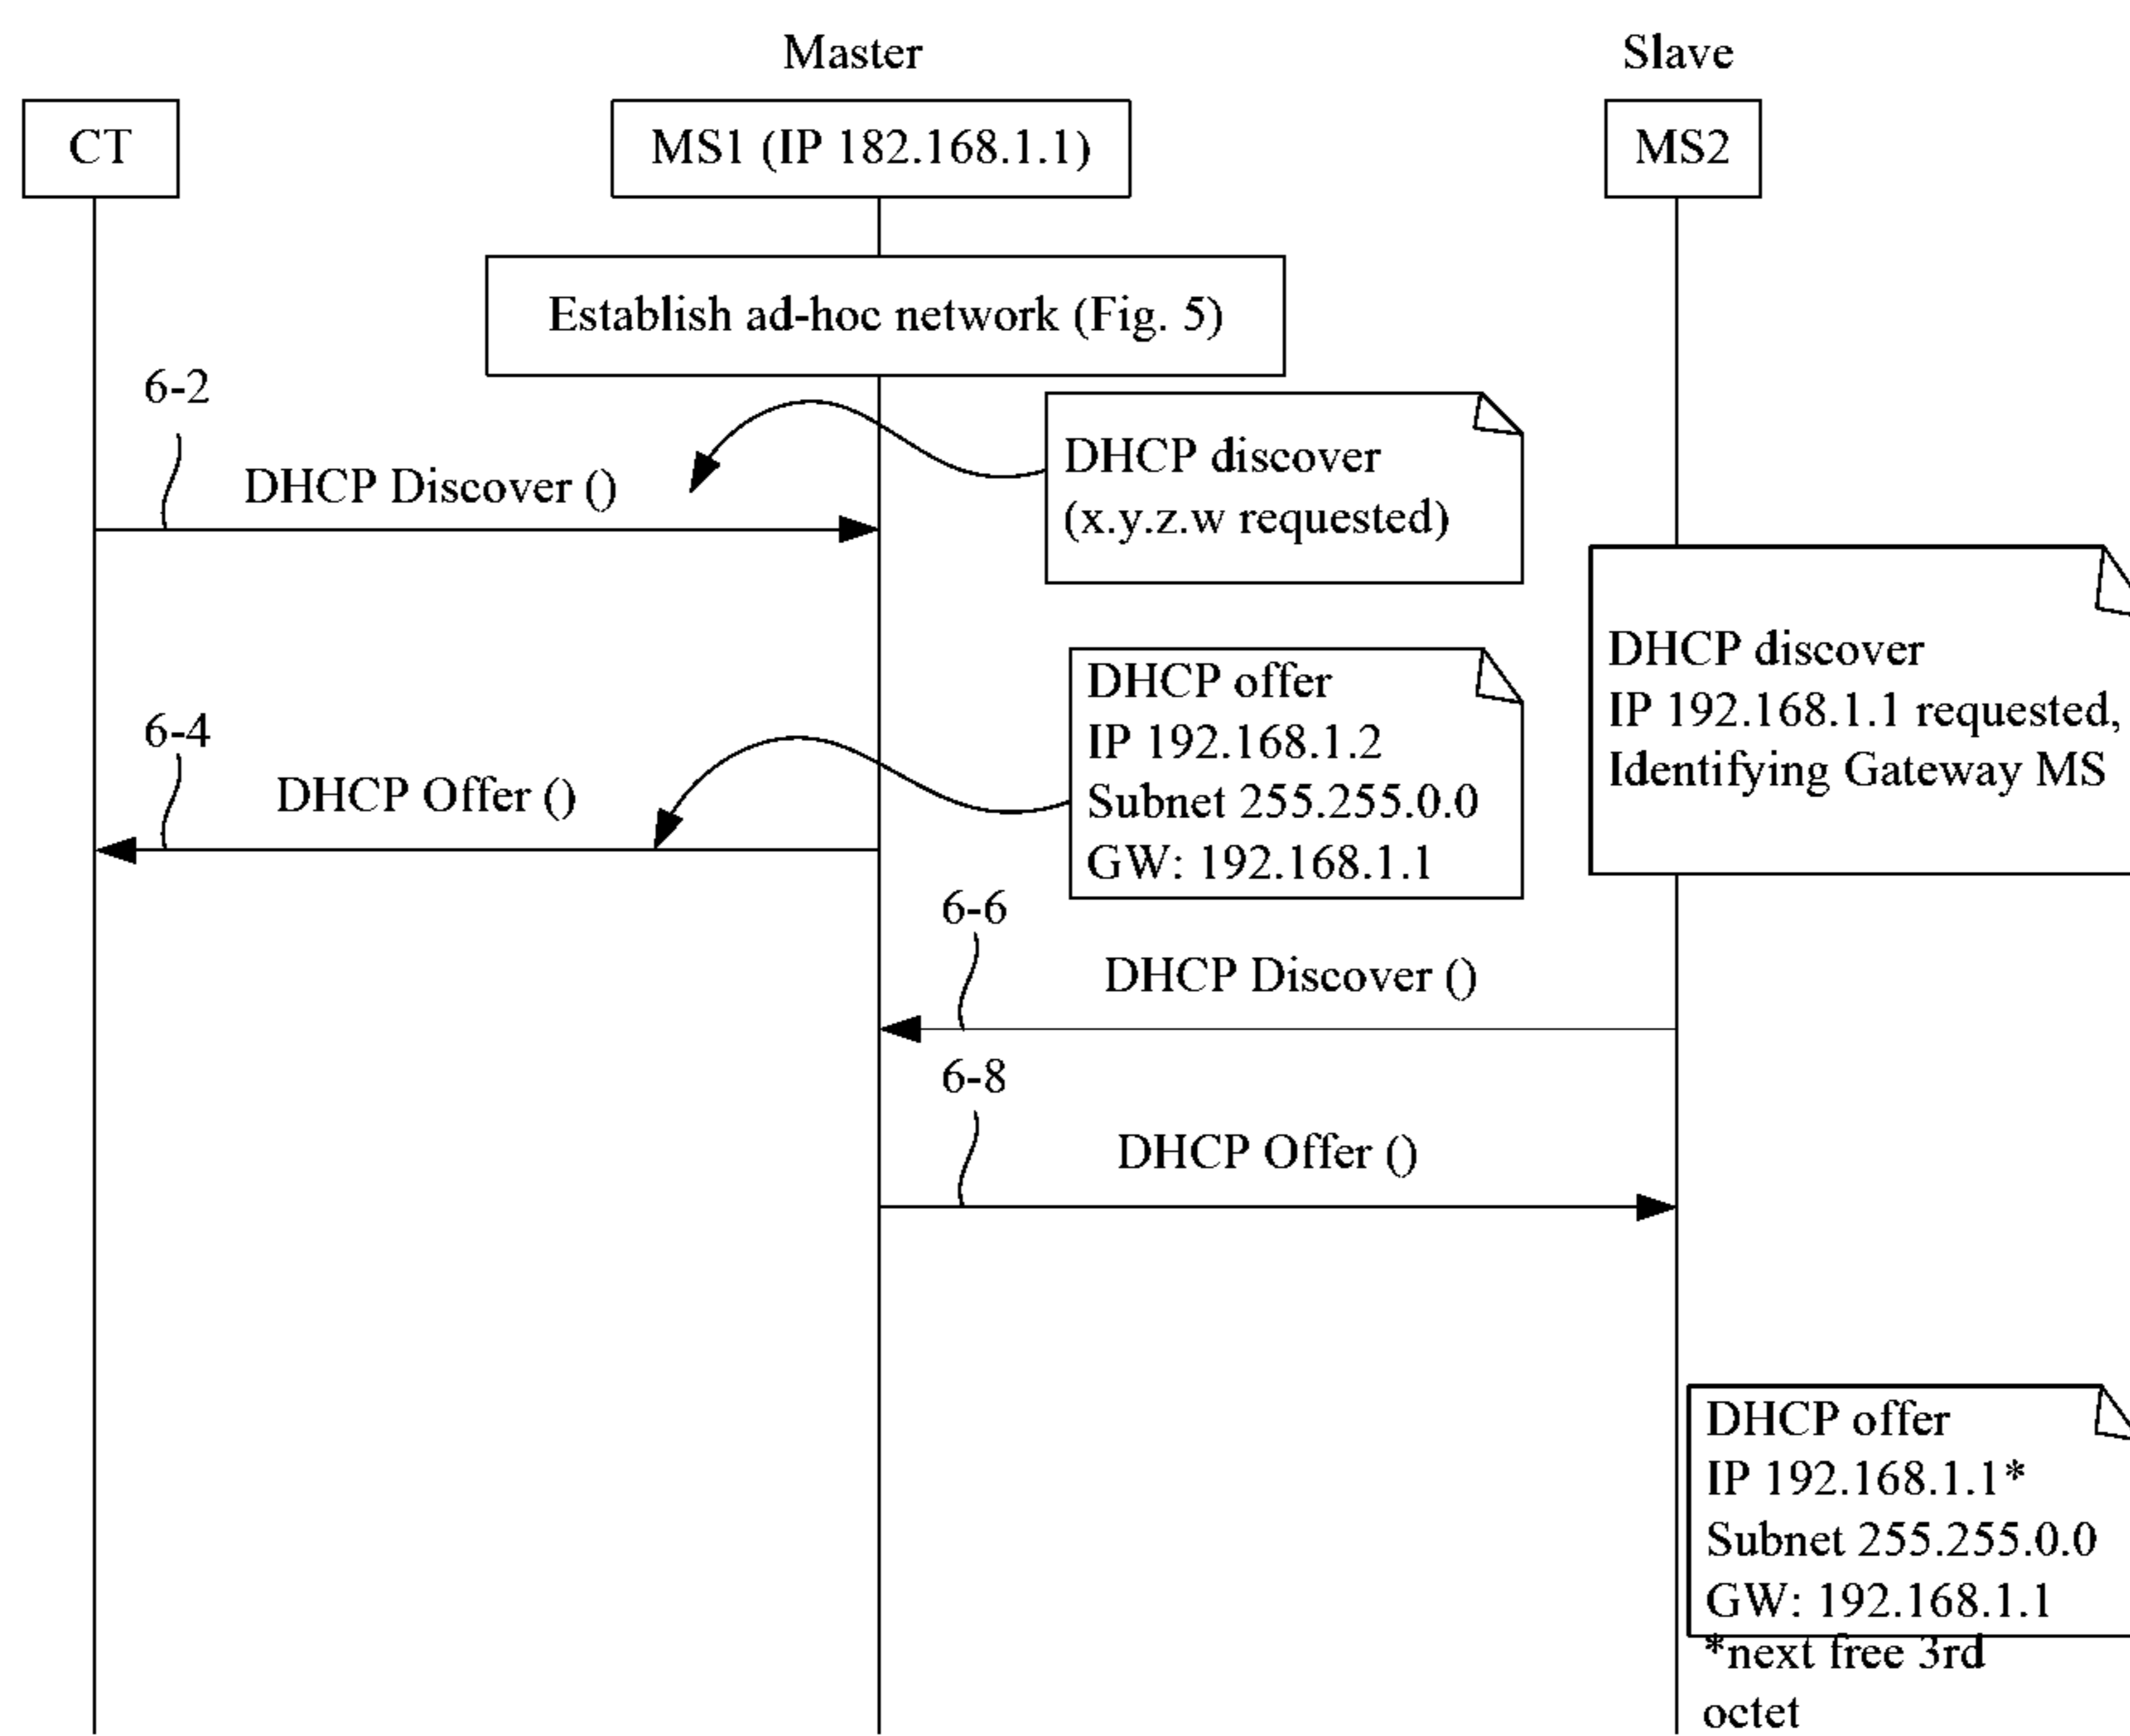 Master
Slave
CT
MS1 (IP 182.168.1.1)
MS2
Establish ad-hoc network (Fig. 5)
6-2
DHCP Discover ()
DHCP discover
(x.y.z.w requested)
DHCP discover
IP 192.168.1.1 requested,
Identifying Gateway MS
DHCP offer
IP 192.168.1.2
Subnet 255.255.0.0
GW: 192.168.1.1
6-4
DHCP Offer ()
6-6
DHCP Discover ()
6-8
DHCP Offer ()
DHCP offer
IP 192.168.1.1*
Subnet 255.255.0.0
GW: 192.168.1.1
*next free 3rd
octet